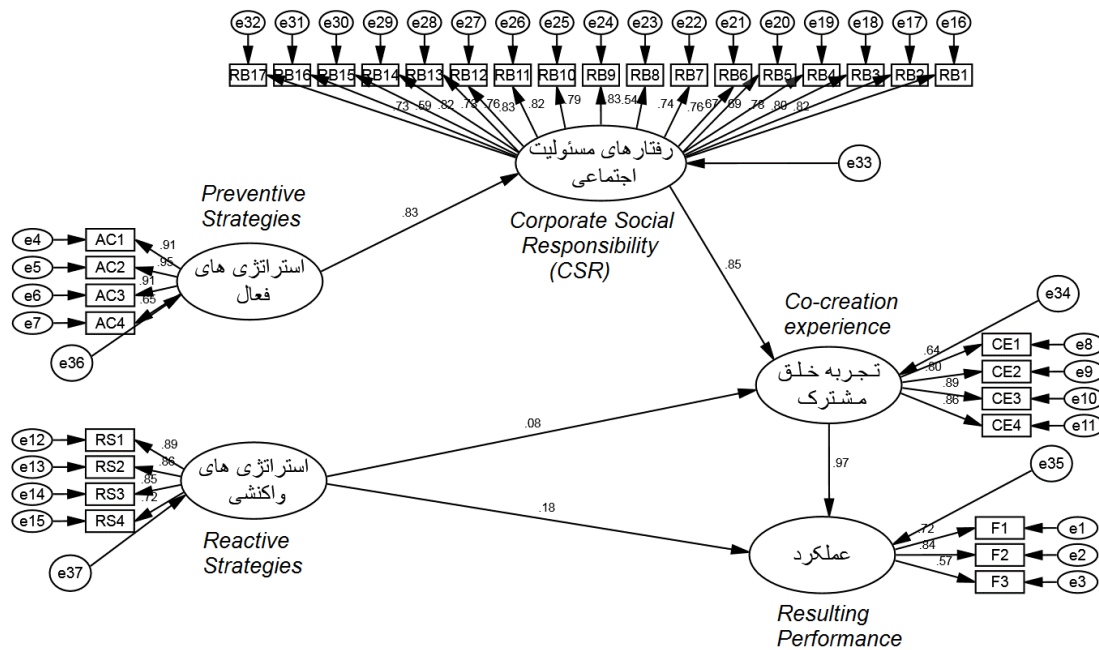 e32 e31 e30 e29 e28 e27 e26 e25 e24 e23 e22 e21 e20 e19 e18 e17 e16
RB17 RB16 RB15 RB14 RB13 RB12 RB11 RB10 RB9 RB8 RB7 RB6 RB5 RB4 RB3 RB2 RB1
.73 .59 .82 .73 .76 .83 .82 .79 .83 .54 .74 .76 .67 .69 .78 .80 .82
رفتارهای مسئولیت
اجتماعی
e33
Preventive
Strategies
.83
Corporate Social
Responsibility
(CSR)
e4 AC1 .91
e5 AC2 .95
e6 AC3 .91
e7 AC4 .65
استراتژی های
فعال
e36
.85
Co-creation
experience
e34
تجربه خلق
مشترک
.64 CE1 e8
.80 CE2 e9
.89 CE3 e10
.86 CE4 e11
.08
e12 RS1 .89
e13 RS2 .86
e14 RS3 .85
e15 RS4 .72
استراتژی های
واکنشی
e37
Reactive
Strategies
.97
.18
e35
عملکرد
.72 F1 e1
.84 F2 e2
.57 F3 e3
Resulting
Performance